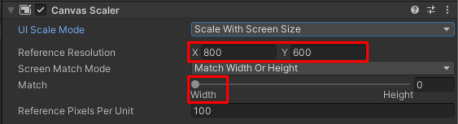 Canvas Scaler
UI Scale Mode Scale With Screen Size
Reference Resolution X 800 Y 600
Screen Match Mode Match Width Or Height
Match 0
Width Height
Reference Pixels Per Unit 100